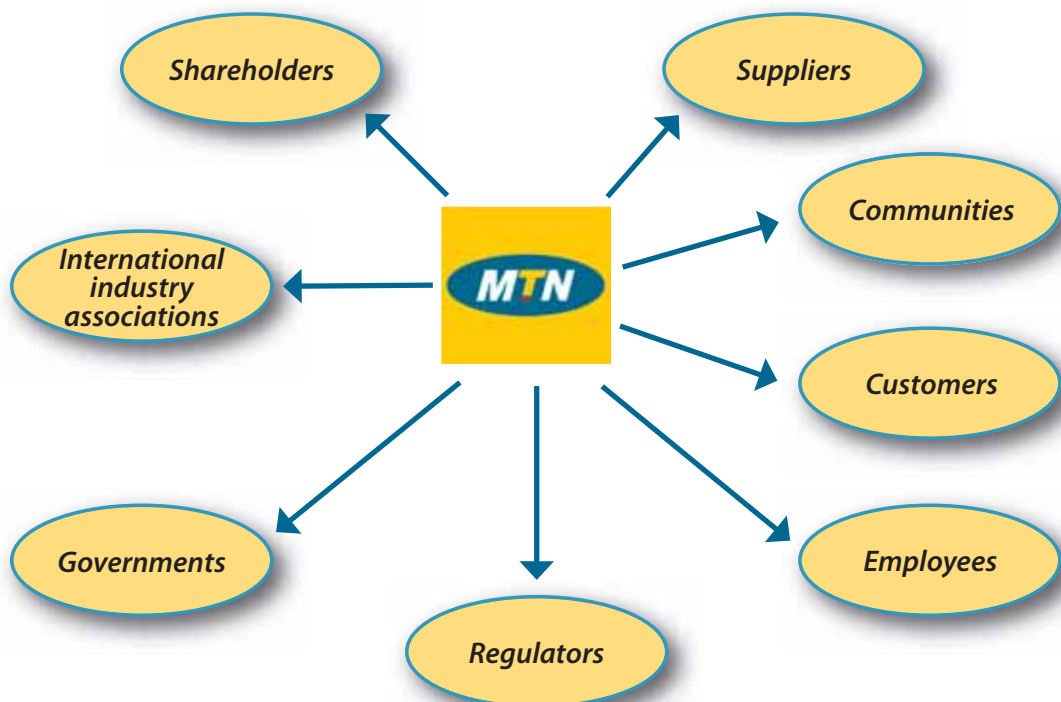 Shareholders
Suppliers
Communities
International
industry
associations
MTN
Customers
Governments
Employees
Regulators